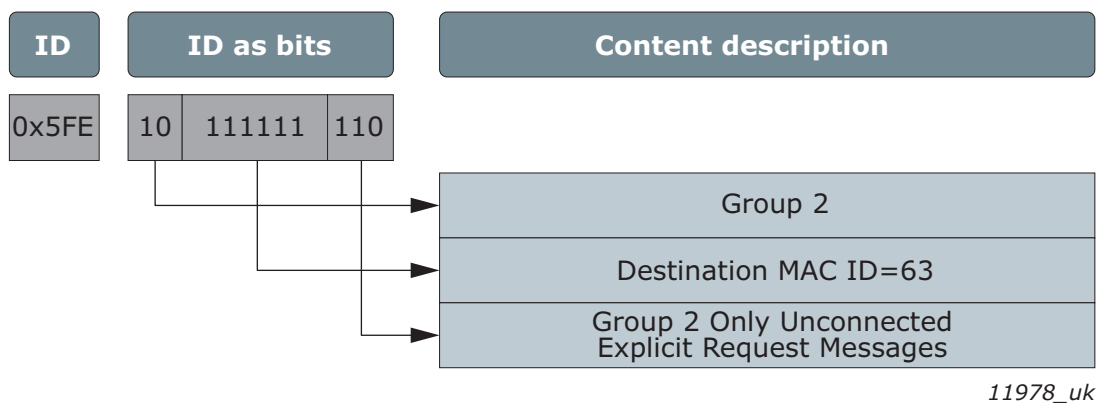 ID ID as bits Content description
0x5FE 10 111111 110
Group 2
Destination MAC ID=63
Group 2 Only Unconnected
Explicit Request Messages
11978_uk